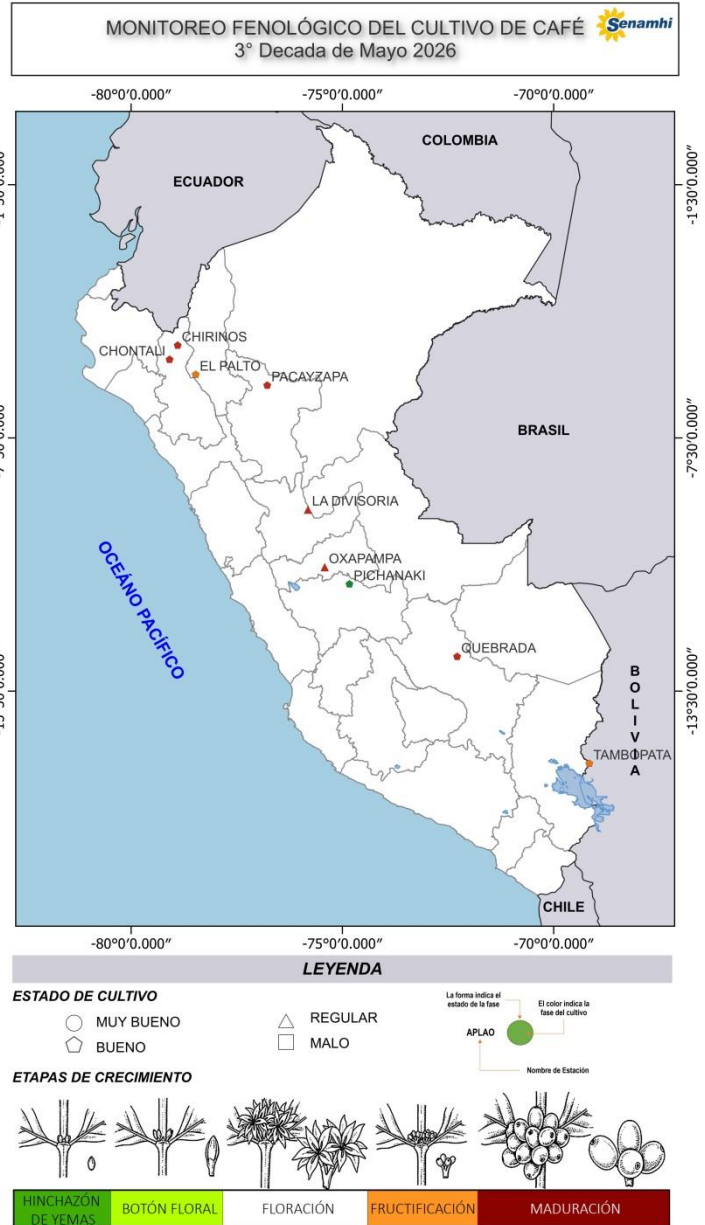 MONITOREO FENOLÓGICO DEL CULTIVO DE CAFÉ
3° Decada de Mayo 2026
Senamhi
-80°0'0.000" -75°0'0.000" -70°0'0.000"
COLOMBIA
ECUADOR
-1°30'0.000"
CHIRINOS
CHONTALI
EL PALTO
PACAYZAPA
BRASIL
-7°30'0.000"
LA DIVISORIA
OXAPAMPA
PICHANAKI
OCEÁNO PACÍFICO
QUEBRADA
-13°30'0.000"
BOLIVIA
TAMBOPATA
CHILE
-80°0'0.000" -75°0'0.000" -70°0'0.000"
LEYENDA
ESTADO DE CULTIVO
MUY BUENO
BUENO
REGULAR
MALO
La forma indica el
estado de la fase
El color indica la
fase del cultivo
APLAO
Nombre de Estación
ETAPAS DE CRECIMIENTO
HINCHAZÓN
DE YEMAS
BOTÓN FLORAL
FLORACIÓN
FRUCTIFICACIÓN
MADURACIÓN